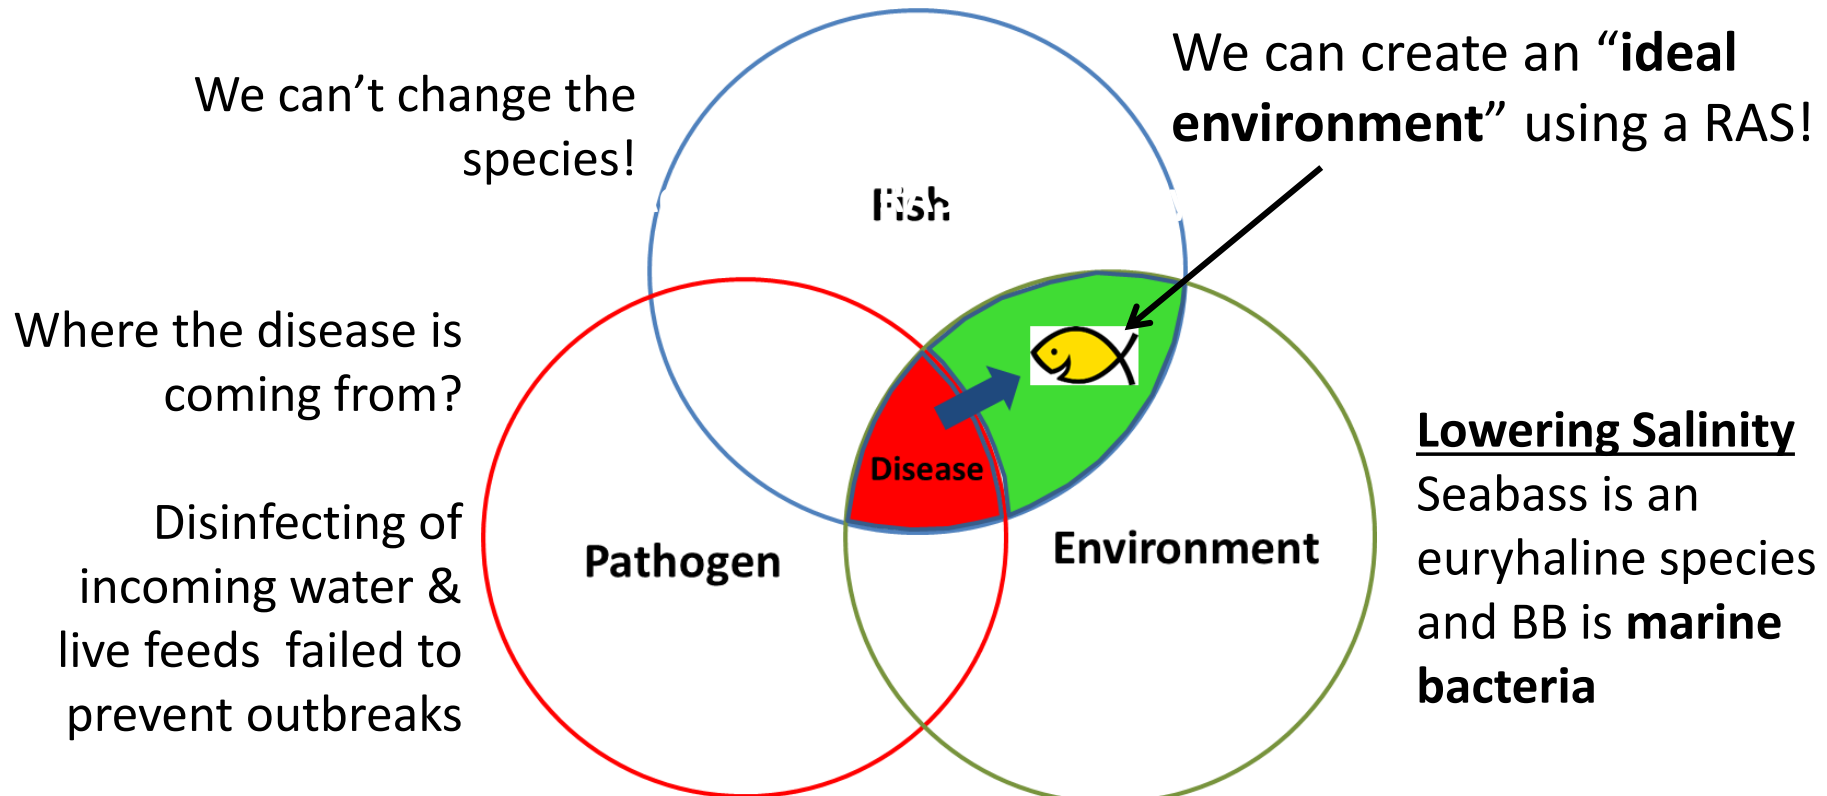 We can't change the
species!
We can create an “ideal
environment” using a RAS!
Fish
Where the disease is
coming from?
Disinfecting of
incoming water &
live feeds failed to
prevent outbreaks
Disease
Pathogen
Environment
Lowering Salinity
Seabass is an
euryhaline species
and BB is marine
bacteria